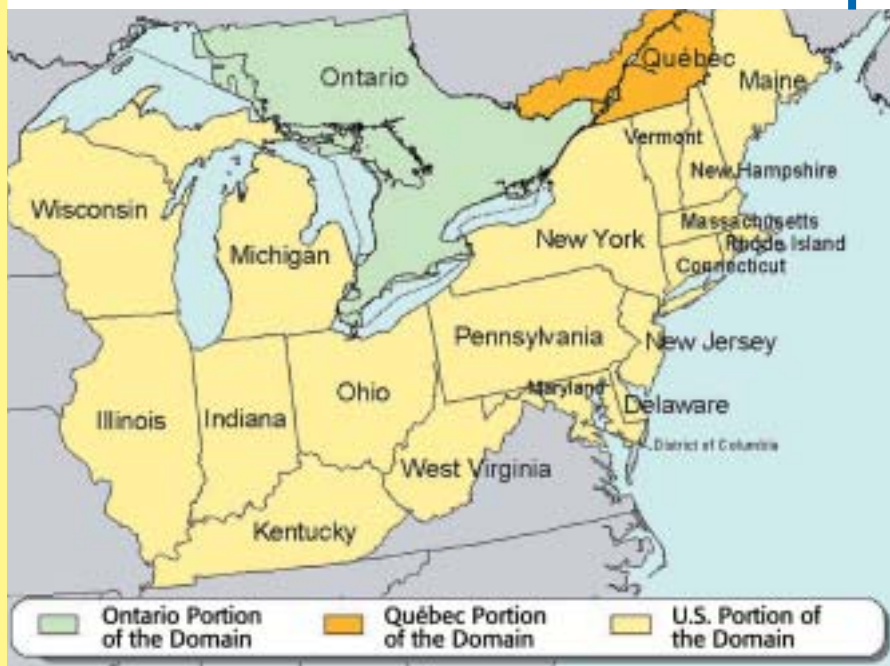 Québec
Ontario
Maine
Vermont
New Hampshire
Wisconsin
Massachusetts
New York
Rhode Island
Michigan
Connecticut
Pennsylvania
New Jersey
Maryland
Ohio
Delaware
Illinois
Indiana
District of Columbia
West Virginia
Kentucky
Ontario Portion
of the Domain
Québec Portion
of the Domain
U.S. Portion of
the Domain